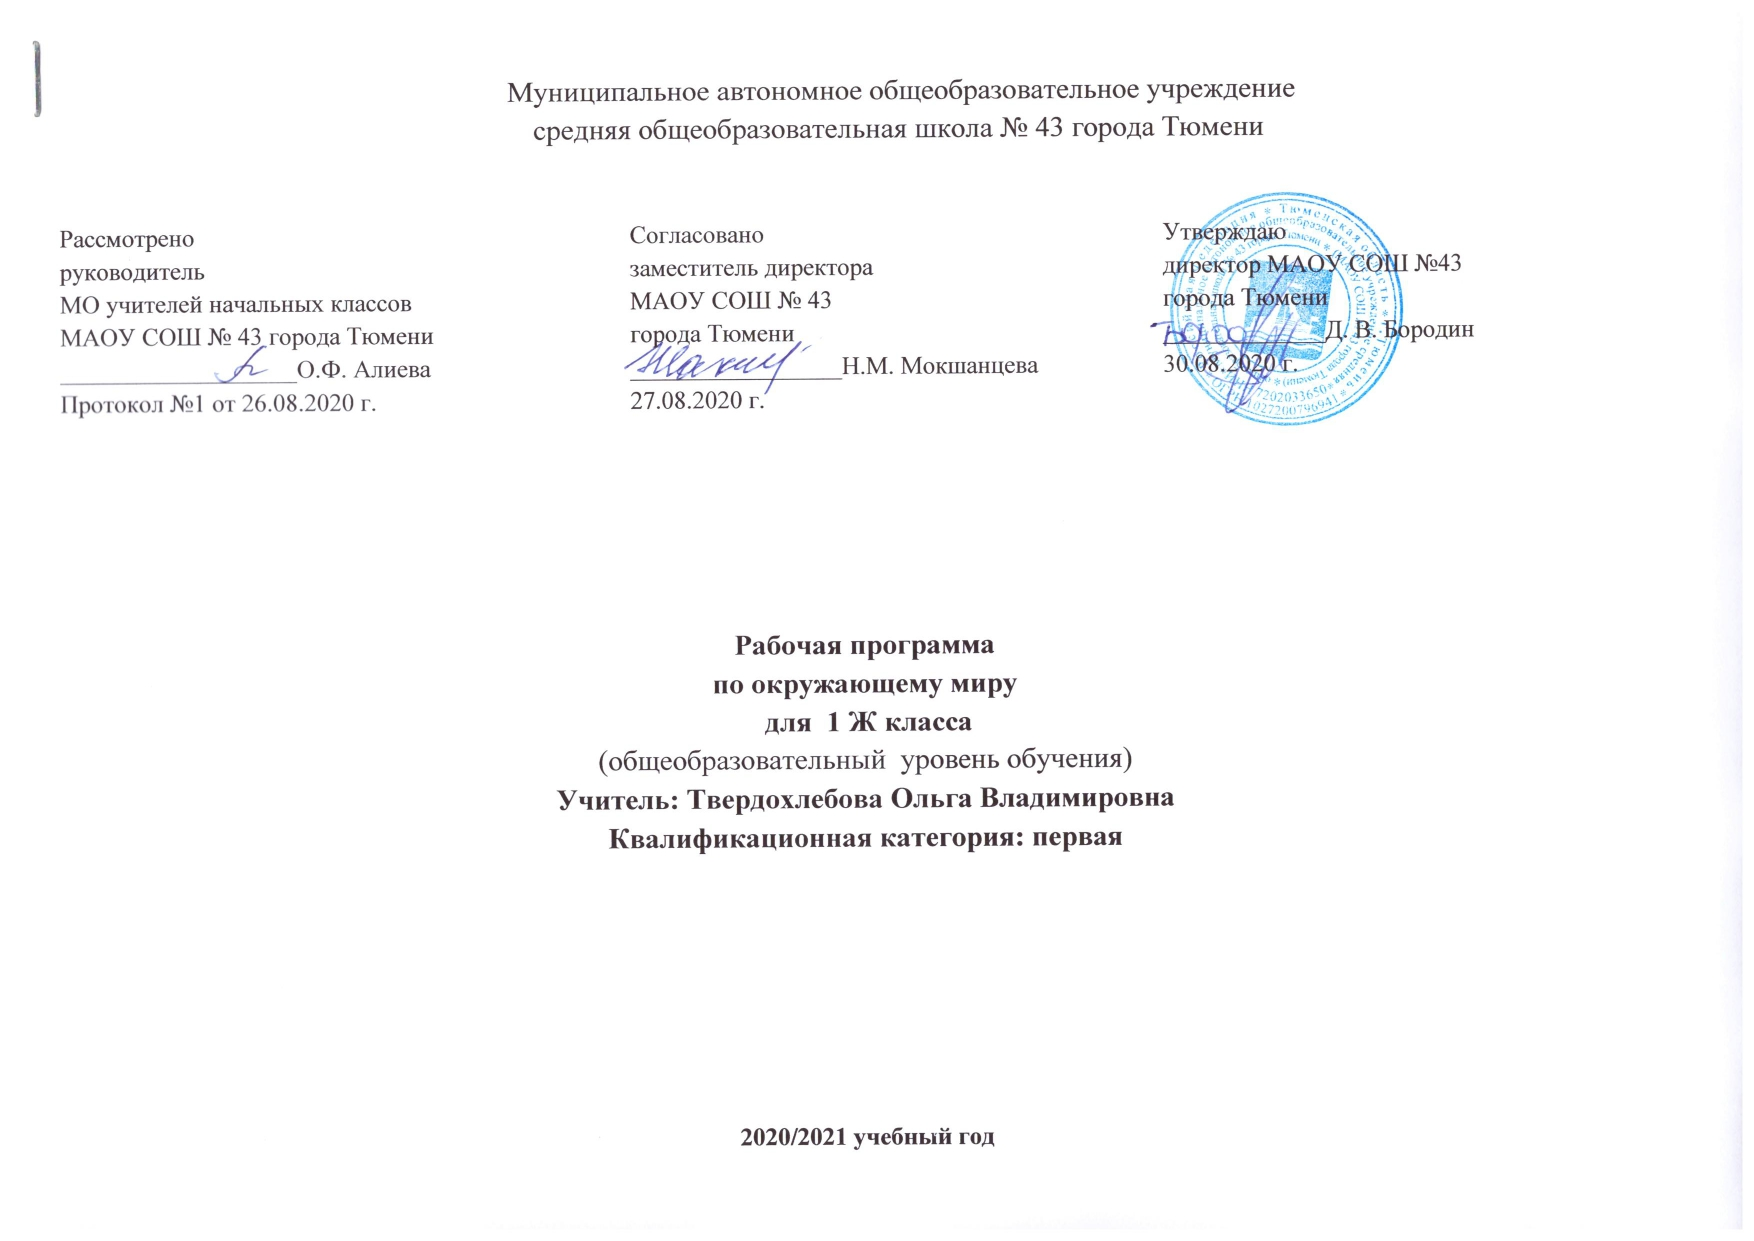 Муниципальное автономное общеобразовательное учреждение
средняя общеобразовательная школа № 43 города Тюмени
Рассмотрено
руководитель
МО учителей начальных классов
МАОУ СОШ № 43 города Тюмени
О.Ф. Алиева
Протокол №1 от 26.08.2020 г.
Согласовано
заместитель директора
МАОУ СОШ № 43
города Тюмени
Н.М. Мокшанцева
27.08.2020 г.
Утверждаю
директор МАОУ СОШ №43
города Тюмени
Д. В. Бородин
30.08.2020 г.
Рабочая программа
по окружающему миру
для 1 Ж класса
(общеобразовательный уровень обучения)
Учитель: Твердохлебова Ольга Владимировна
Квалификационная категория: первая
2020/2021 учебный год